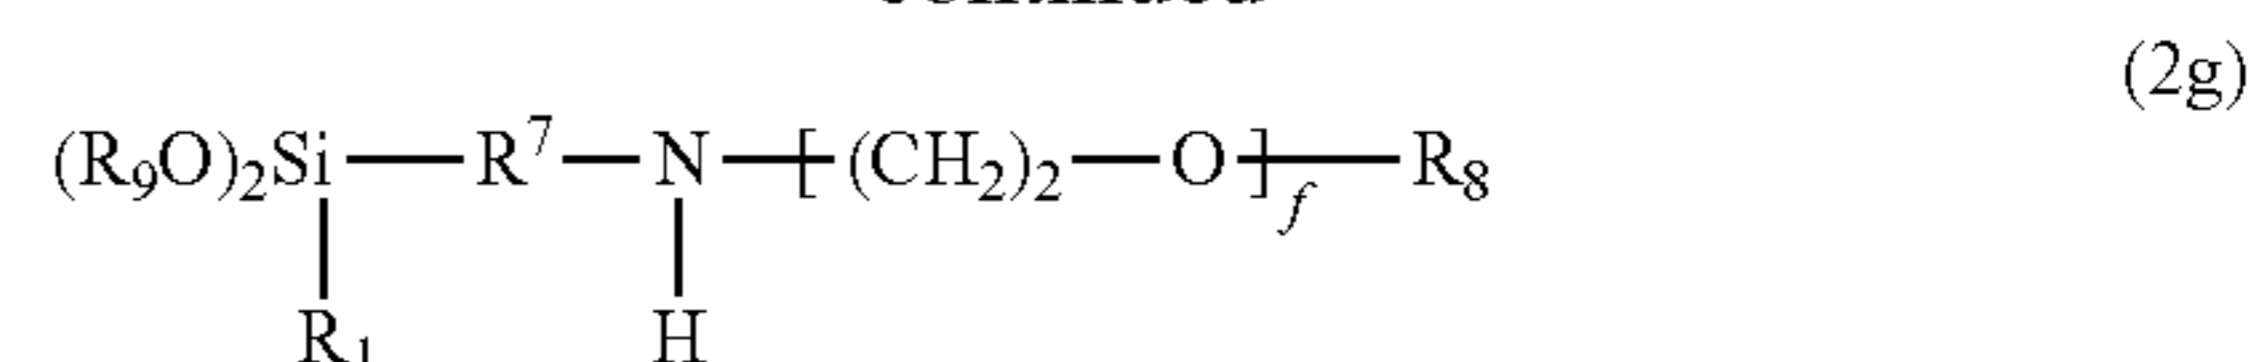 (2g)
(R₉O)₂Si—R⁷—N—[(CH₂)₂—O]f—R₈
R₁ H